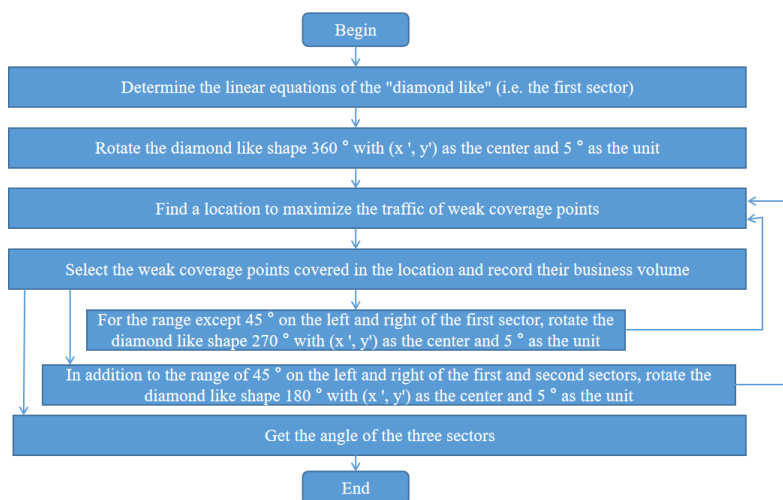 Begin
Determine the linear equations of the "diamond like" (i.e. the first sector)
Rotate the diamond like shape 360 ° with (x ', y') as the center and 5 ° as the unit
Find a location to maximize the traffic of weak coverage points
Select the weak coverage points covered in the location and record their business volume
For the range except 45 ° on the left and right of the first sector, rotate the
diamond like shape 270 ° with (x ', y') as the center and 5 ° as the unit
In addition to the range of 45 ° on the left and right of the first and second sectors, rotate the
diamond like shape 180 ° with (x ', y') as the center and 5 ° as the unit
Get the angle of the three sectors
End